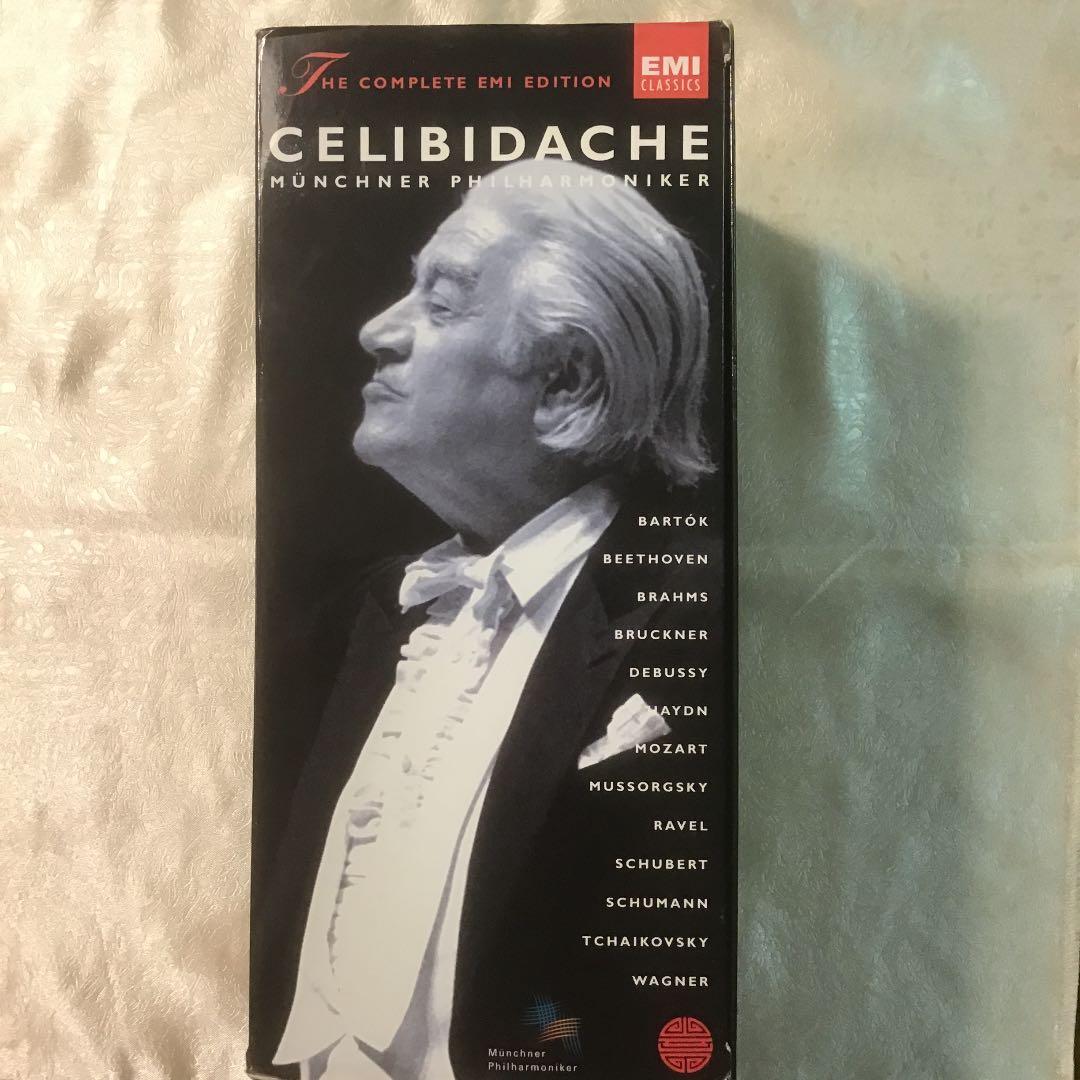 THE COMPLETE EMI EDITION
EMI
CLASSICS
CELIBIDACHE
MÜNCHNER PHILHARMONIKER
BARTÓK
BEETHOVEN
BRAHMS
BRUCKNER
DEBUSSY
HAYDN
MOZART
MUSSORGSKY
RAVEL
SCHUBERT
SCHUMANN
TCHAIKOVSKY
WAGNER
Münchner
Philharmoniker